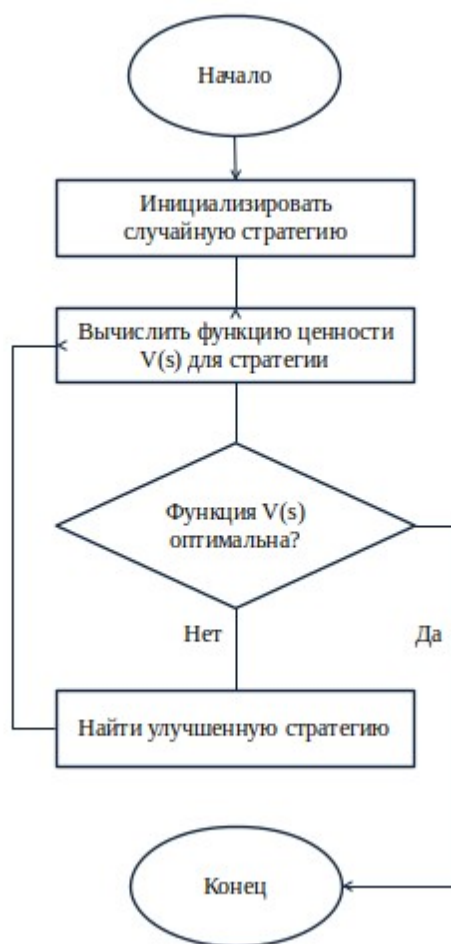 Начало
Инициализировать
случайную стратегию
Вычислить функцию ценности
V(s) для стратегии
Функция V(s)
оптимальна?
Нет
Да
Найти улучшенную стратегию
Конец